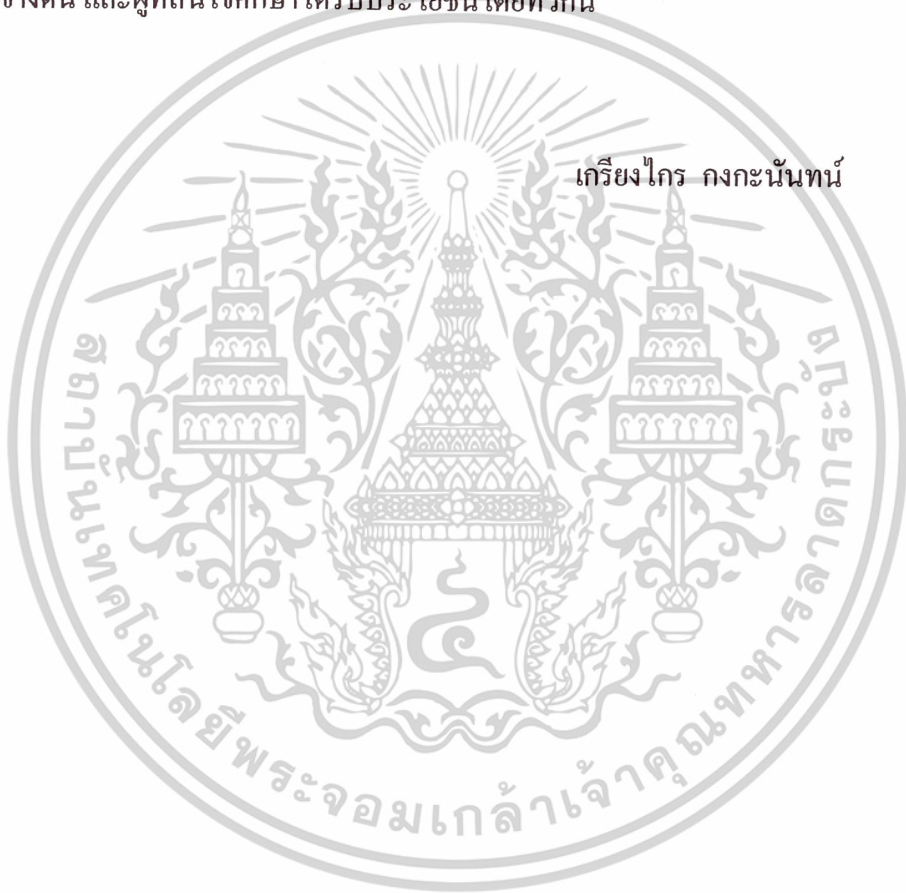 และผู้ที่สนใจศึกษาได้รับประโยชน์โดยทั่วกัน
เกรียงไกร กงกะนันทน์
สถาบันเทคโนโลยีพระจอมเกล้าเจ้าคุณทหารลาดกระบัง
๔